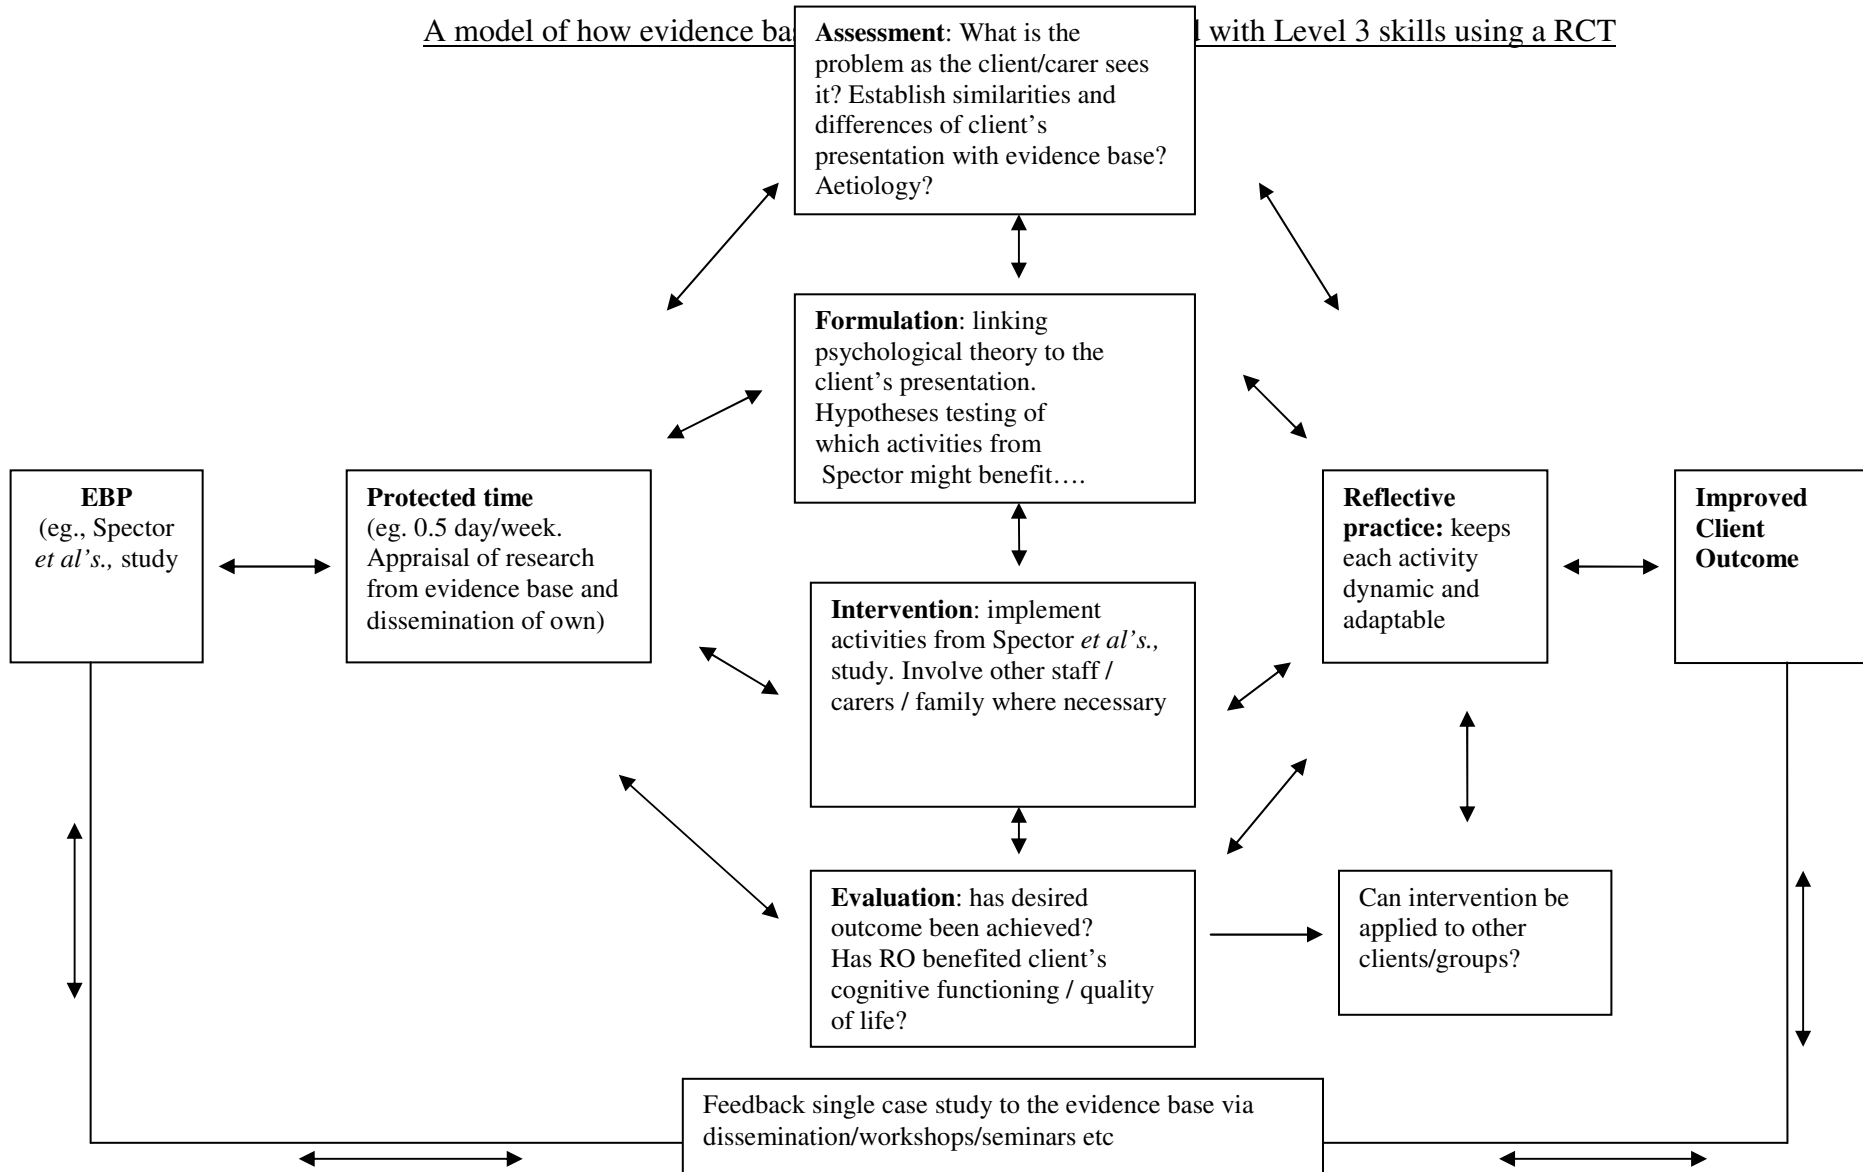 A model of how evidence ba
with Level 3 skills using a RCT
Assessment: What is the
problem as the client/carer sees
it? Establish similarities and
differences of client’s
presentation with evidence base?
Aetiology?
Formulation: linking
psychological theory to the
client’s presentation.
Hypotheses testing of
which activities from
Spector might benefit….
EBP
(eg., Spector
et al’s., study
Protected time
(eg. 0.5 day/week.
Appraisal of research
from evidence base and
dissemination of own)
Intervention: implement
activities from Spector et al’s.,
study. Involve other staff /
carers / family where necessary
Reflective
practice: keeps
each activity
dynamic and
adaptable
Improved
Client
Outcome
Evaluation: has desired
outcome been achieved?
Has RO benefited client’s
cognitive functioning / quality
of life?
Can intervention be
applied to other
clients/groups?
Feedback single case study to the evidence base via
dissemination/workshops/seminars etc